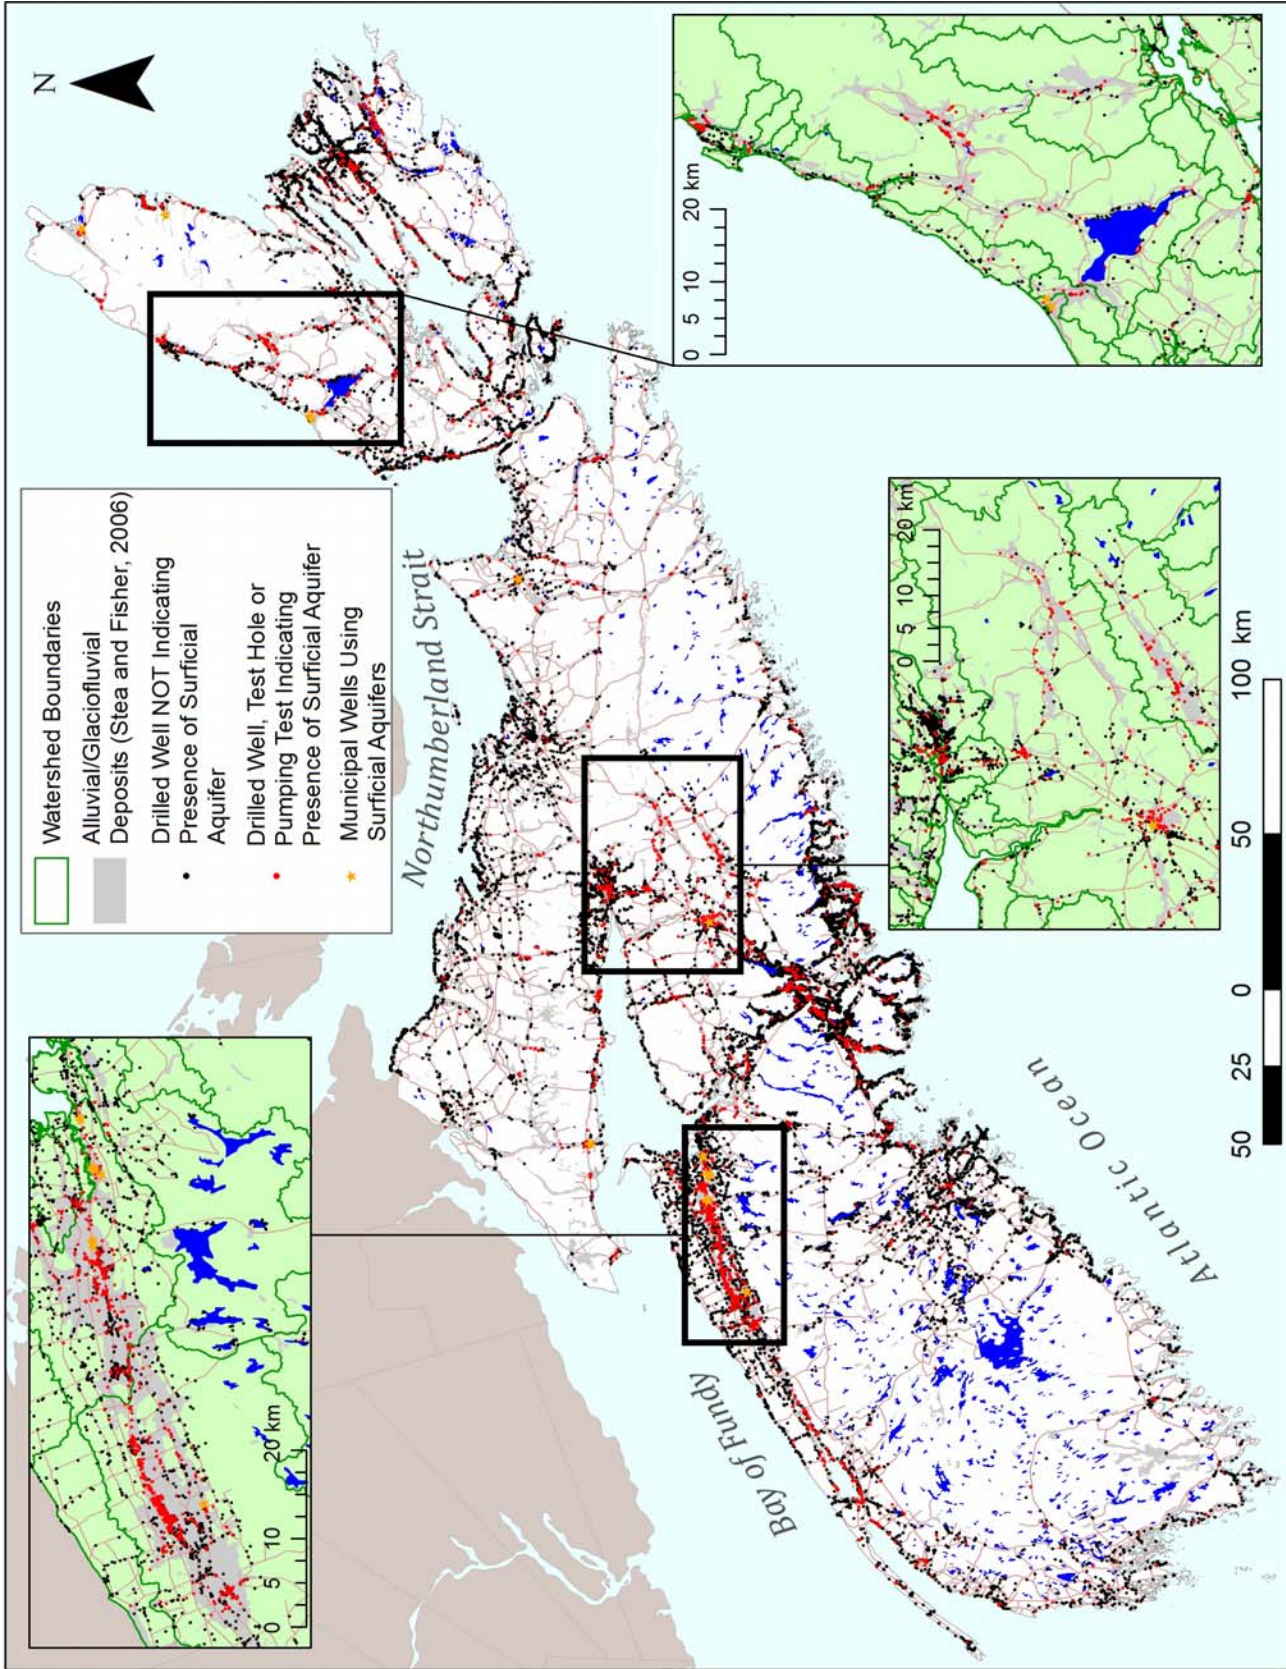 N
Watershed Boundaries
Alluvial/Glaciofluvial
Deposits (Stea and Fisher, 2006)
Drilled Well NOT Indicating
Presence of Surficial
Aquifer
Drilled Well, Test Hole or
Pumping Test Indicating
Presence of Surficial Aquifer
Municipal Wells Using
Surficial Aquifers
Northumberland Strait
Bay of Fundy
Atlantic Ocean
0 5 10 20 km
0 5 10 20 km
0 5 10 20 km
50 25 0 50 100 km